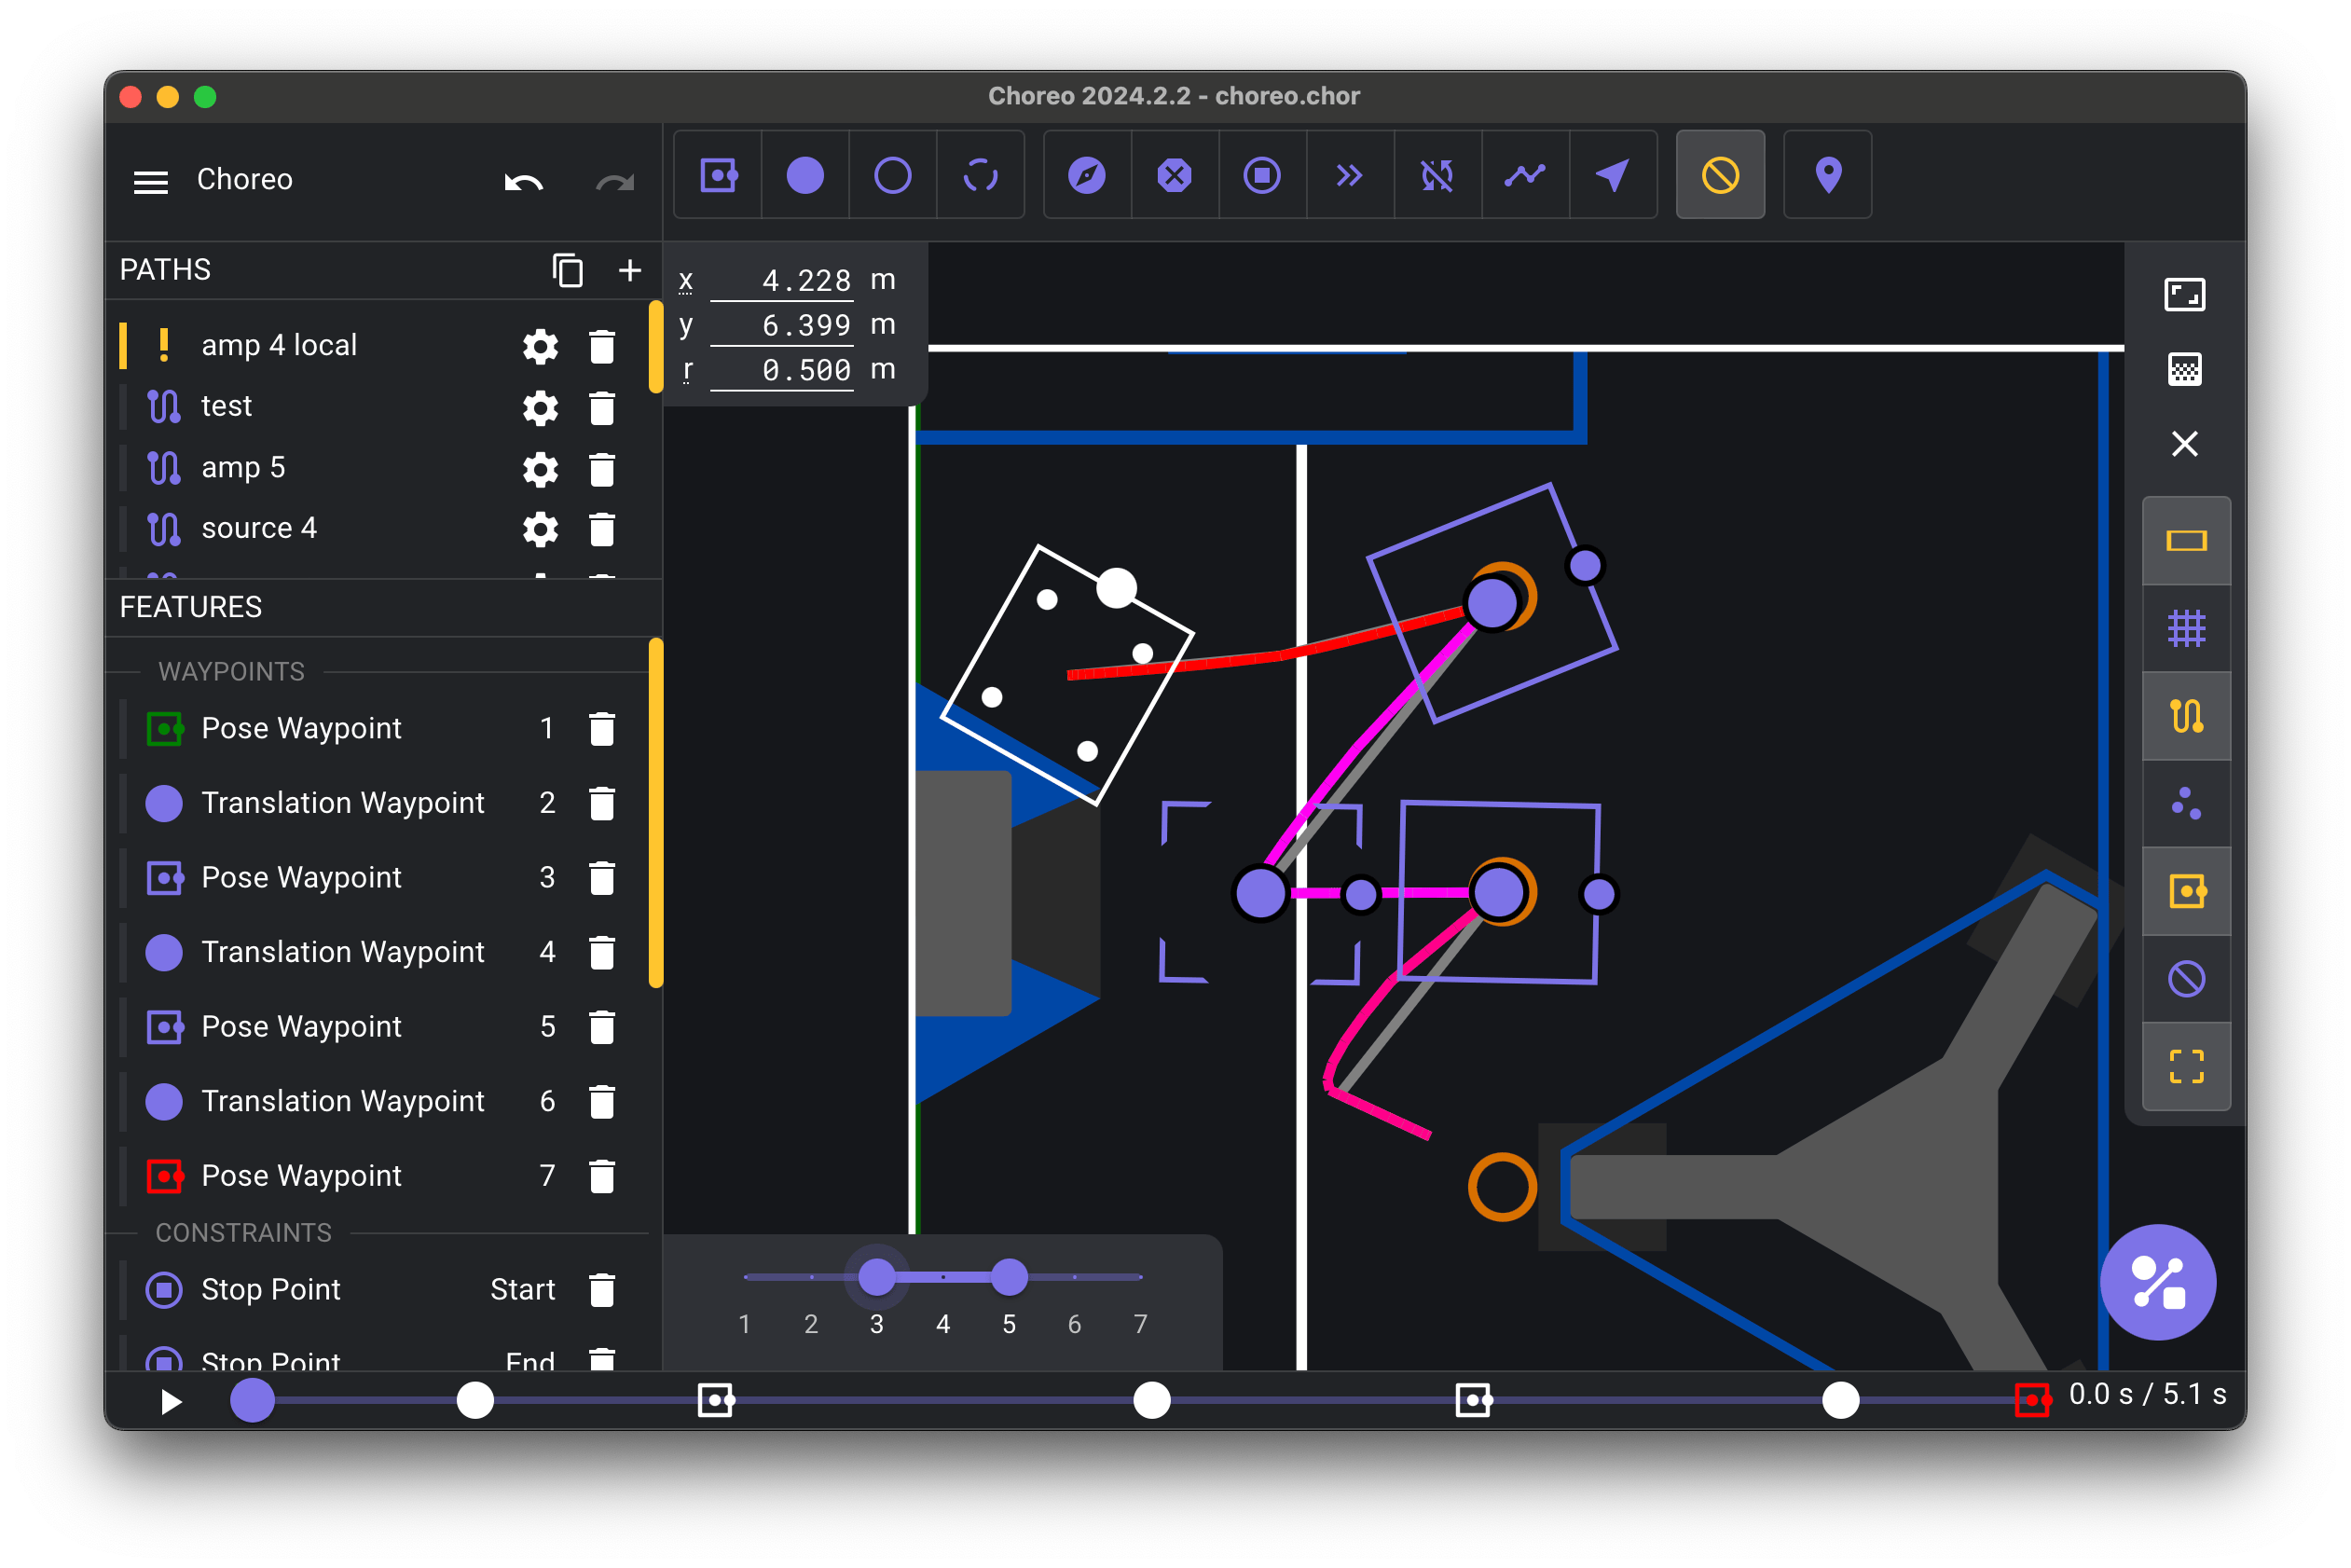 Choreo 2024.2.2 - choreo.chor
Choreo
PATHS
amp 4 local
test
amp 5
source 4
FEATURES
WAYPOINTS
Pose Waypoint 1
Translation Waypoint 2
Pose Waypoint 3
Translation Waypoint 4
Pose Waypoint 5
Translation Waypoint 6
Pose Waypoint 7
CONSTRAINTS
Stop Point Start
Stop Point End
x 4.228 m
y 6.399 m
r 0.500 m
1 2 3 4 5 6 7
0.0 s / 5.1 s